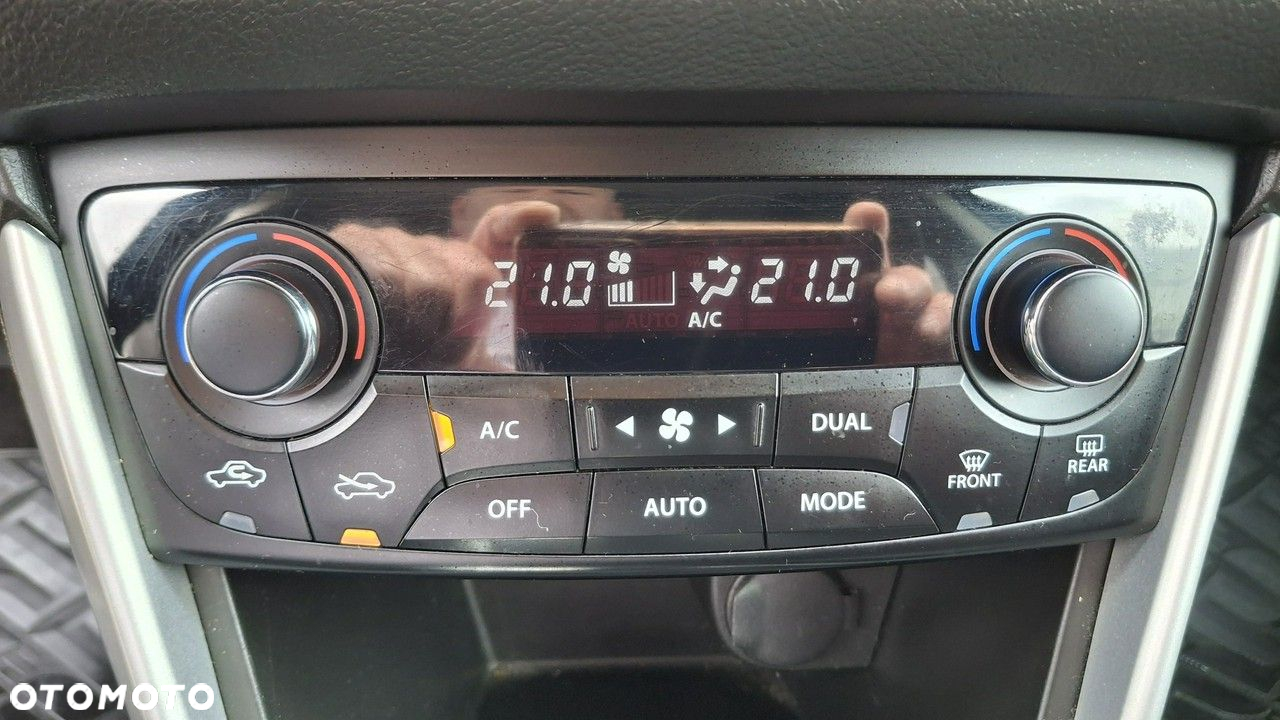 21.0 21.0
AUTO A/C
A/C DUAL
FRONT REAR
OFF AUTO MODE
OTOMOTO